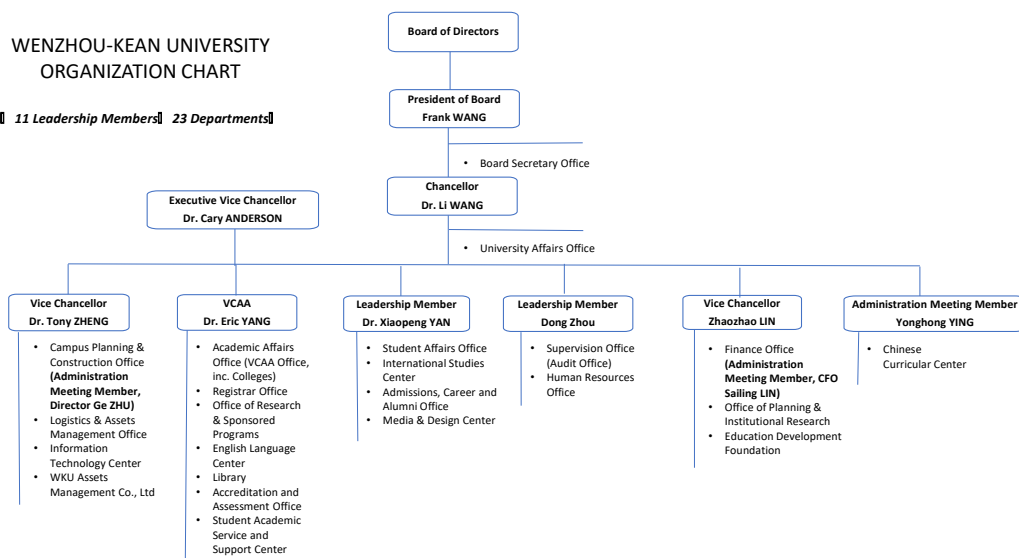 WENZHOU-KEAN UNIVERSITY
ORGANIZATION CHART
11 Leadership Members 23 Departments
Board of Directors
President of Board
Frank WANG
• Board Secretary Office
Chancellor
Dr. Li WANG
Executive Vice Chancellor
Dr. Cary ANDERSON
• University Affairs Office
Vice Chancellor
Dr. Tony ZHENG
• Campus Planning &
Construction Office
(Administration
Meeting Member,
Director Ge ZHU)
• Logistics & Assets
Management Office
• Information
Technology Center
• WKU Assets
Management Co., Ltd
VCAA
Dr. Eric YANG
• Academic Affairs
Office (VCAA Office,
inc. Colleges)
• Registrar Office
• Office of Research
& Sponsored
Programs
• English Language
Center
• Library
• Accreditation and
Assessment Office
• Student Academic
Service and
Support Center
Leadership Member
Dr. Xiaopeng YAN
• Student Affairs Office
• International Studies
Center
• Admissions, Career and
Alumni Office
• Media & Design Center
Leadership Member
Dong Zhou
• Supervision Office
(Audit Office)
• Human Resources
Office
Vice Chancellor
Zhaozhao LIN
• Finance Office
(Administration
Meeting Member, CFO
Sailing LIN)
• Office of Planning &
Institutional Research
• Education Development
Foundation
Administration Meeting Member
Yonghong YING
• Chinese
Curricular Center